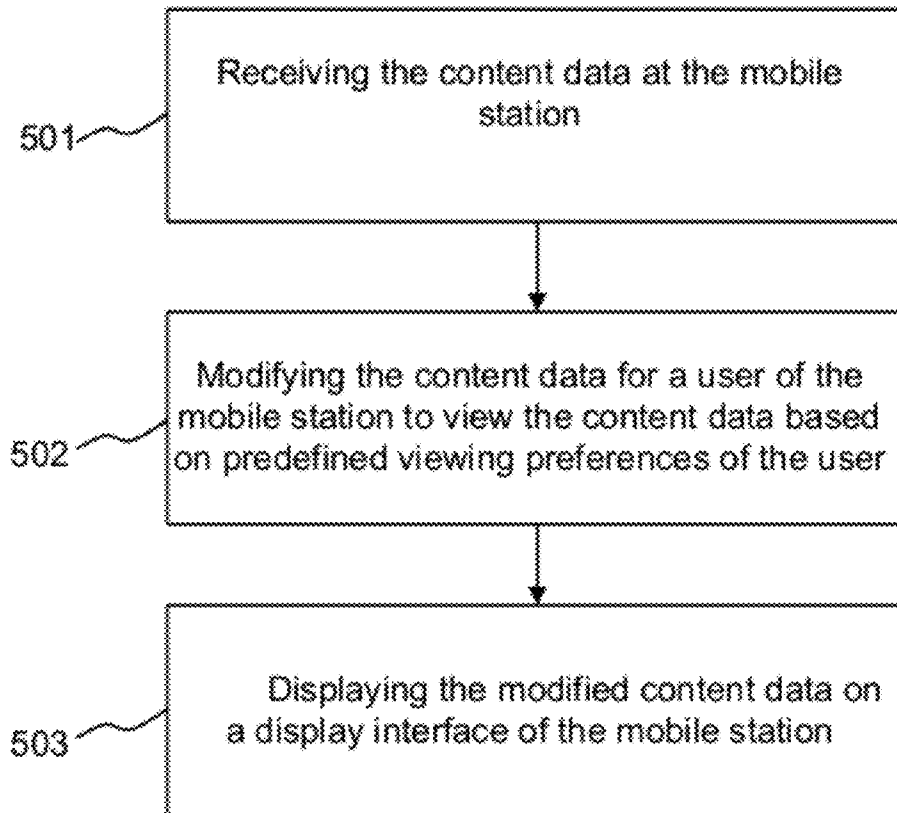 Receiving the content data at the mobile
station
501
Modifying the content data for a user of the
mobile station to view the content data based
on predefined viewing preferences of the user
502
Displaying the modified content data on
a display interface of the mobile station
503